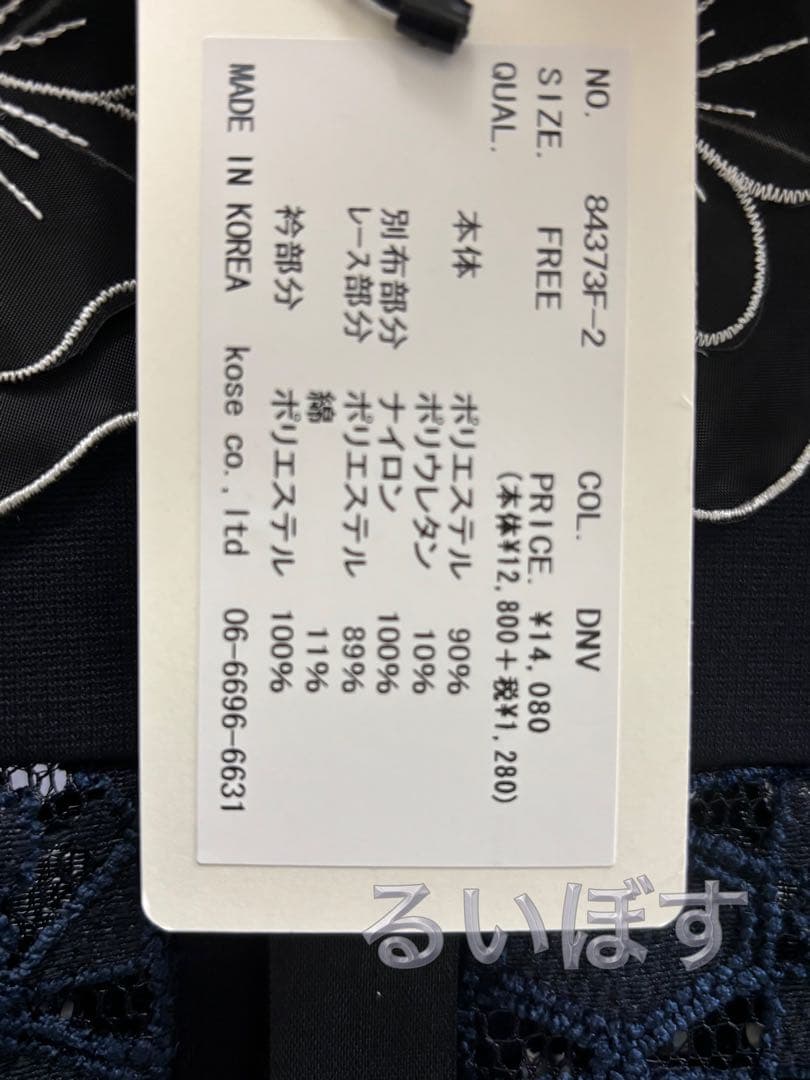 NO. 84373F-2 COL. DNV
SIZE. FREE PRICE. ¥14,080
QUAL. (本体¥12,800+税¥1,280)
本体 ポリエステル 90%
ポリウレタン 10%
別布部分 ナイロン 100%
レース部分 ポリエステル 89%
綿 11%
衿部分 ポリエステル 100%
MADE IN KOREA kose co.,ltd 06-6696-6631
るいぼす